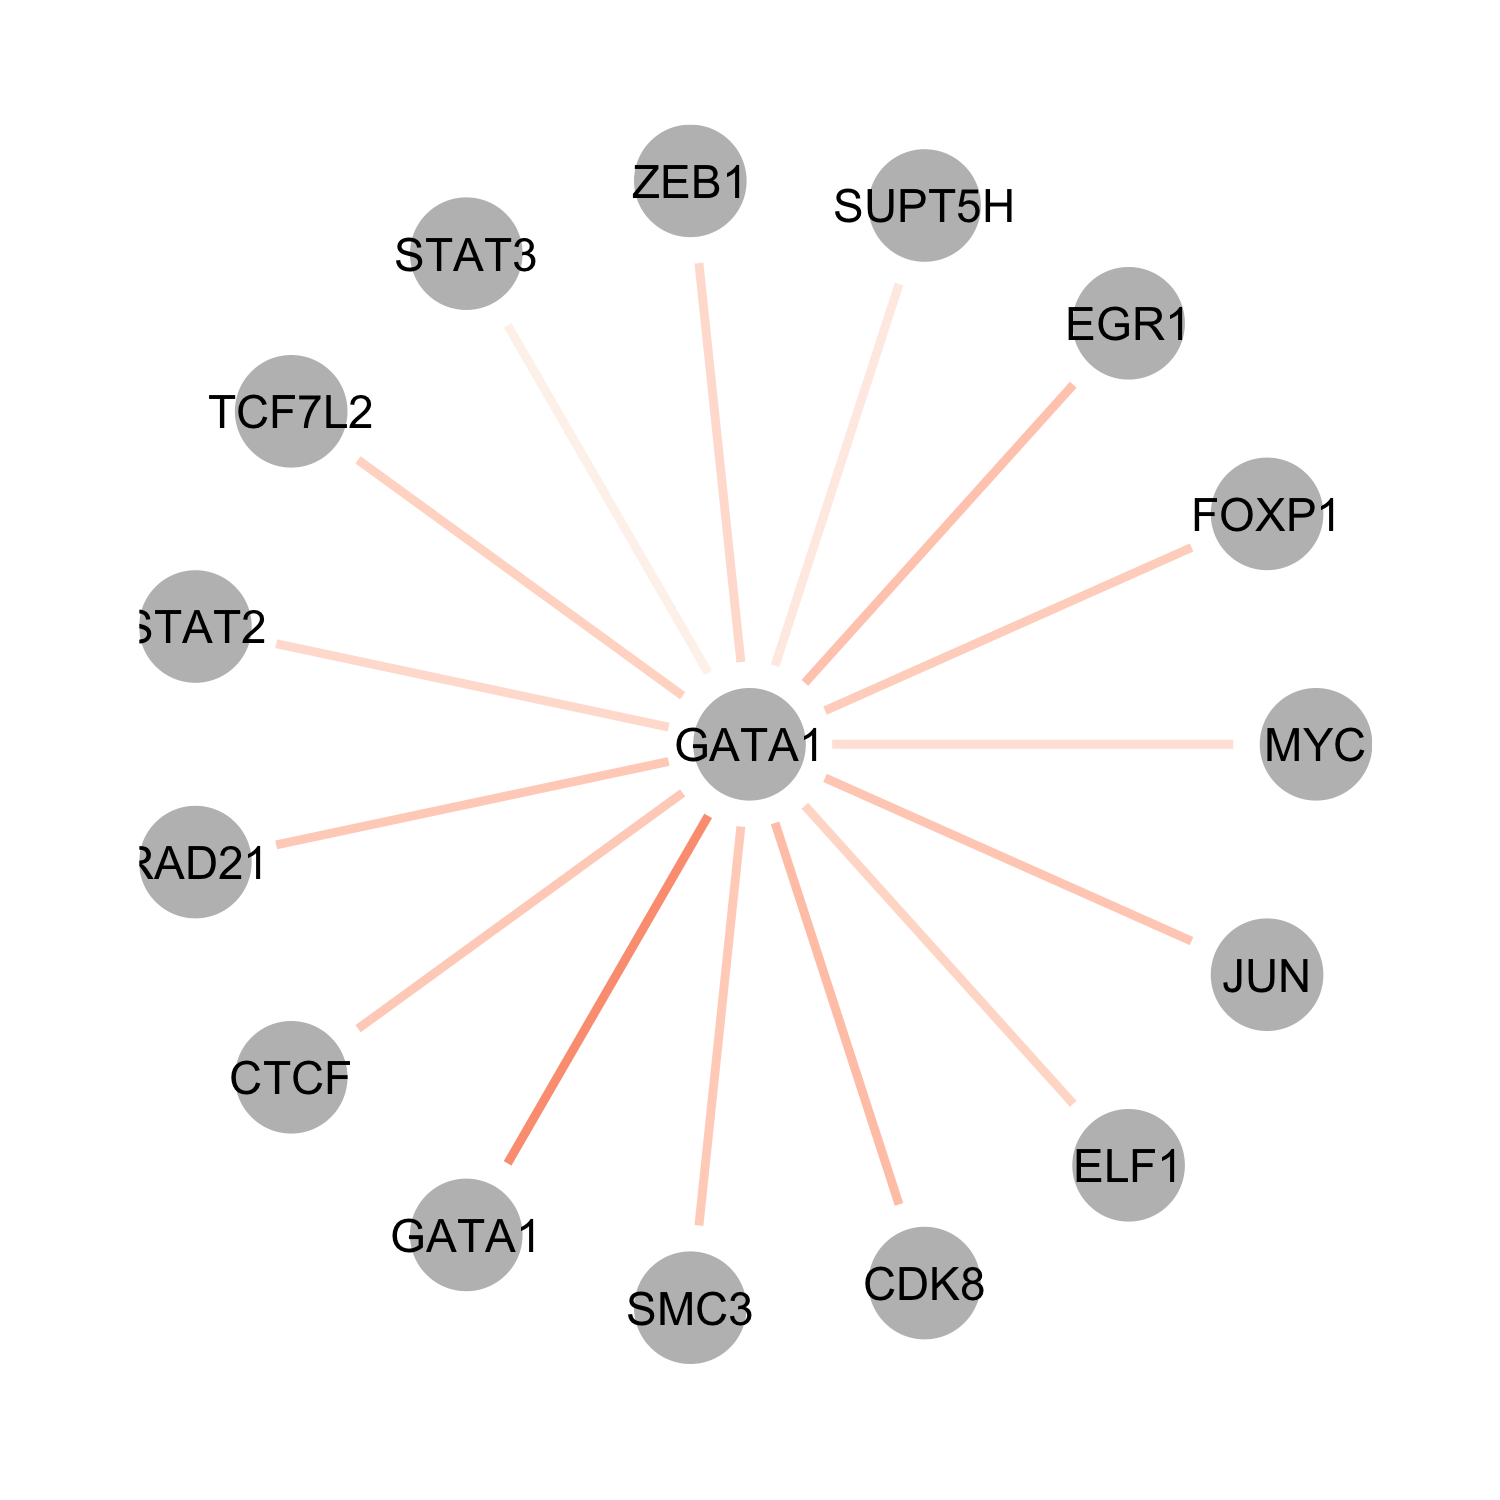 ZEB1
SUPT5H
STAT3
EGR1
TCF7L2
FOXP1
STAT2
GATA1
MYC
RAD21
JUN
CTCF
ELF1
GATA1
CDK8
SMC3